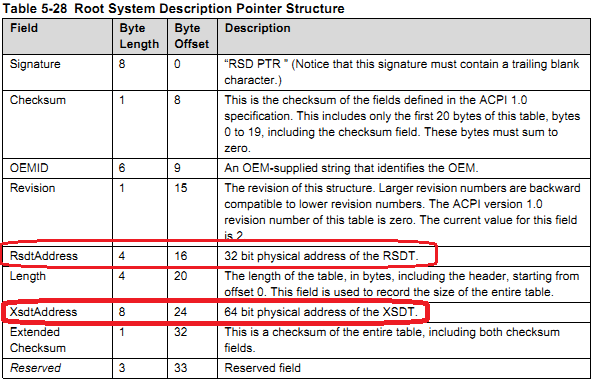 Table 5-28 Root System Description Pointer Structure
Field Byte Length Byte Offset Description
Signature 8 0 “RSD PTR ” (Notice that this signature must contain a trailing blank
character.)
Checksum 1 8 This is the checksum of the fields defined in the ACPI 1.0
specification. This includes only the first 20 bytes of this table, bytes
0 to 19, including the checksum field. These bytes must sum to
zero.
OEMID 6 9 An OEM-supplied string that identifies the OEM.
Revision 1 15 The revision of this structure. Larger revision numbers are backward
compatible to lower revision numbers. The ACPI version 1.0
revision number of this table is zero. The current value for this field
is 2
RsdtAddress 4 16 32 bit physical address of the RSDT.
Length 4 20 The length of the table, in bytes, including the header, starting from
offset 0. This field is used to record the size of the entire table.
XsdtAddress 8 24 64 bit physical address of the XSDT.
Extended Checksum 1 32 This is a checksum of the entire table, including both checksum
fields.
Reserved 3 33 Reserved field